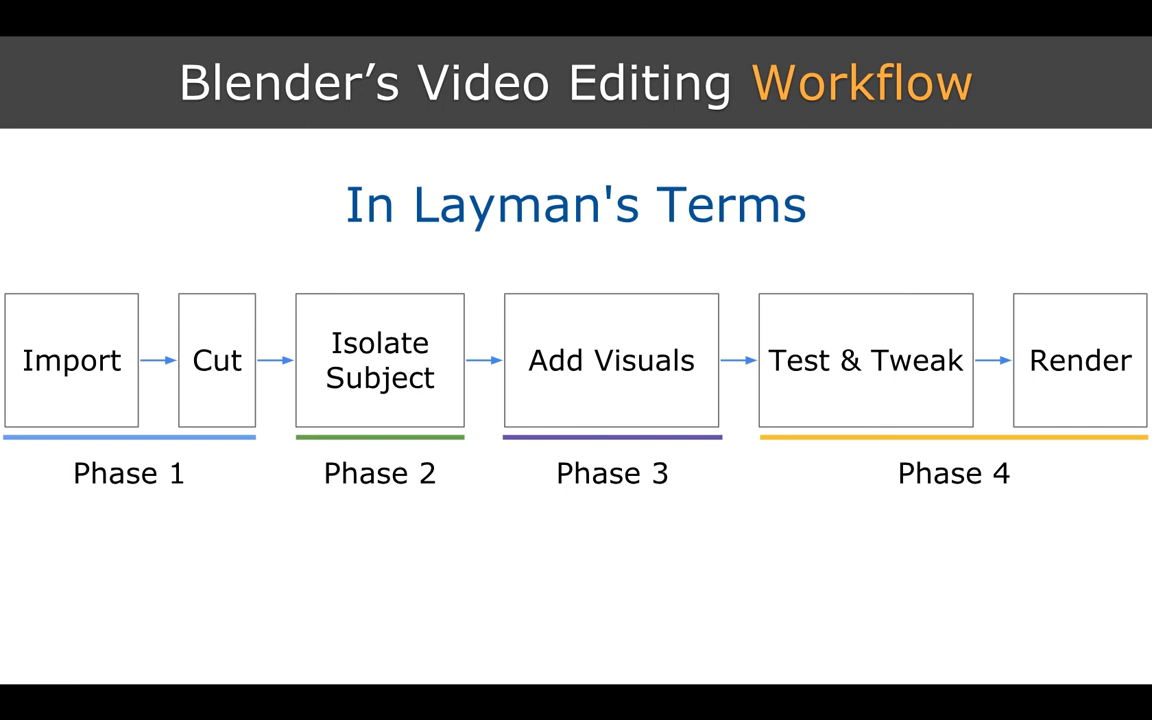 Blender’s Video Editing Workflow
In Layman's Terms
Import
Cut
Isolate
Subject
Add Visuals
Test & Tweak
Render
Phase 1
Phase 2
Phase 3
Phase 4